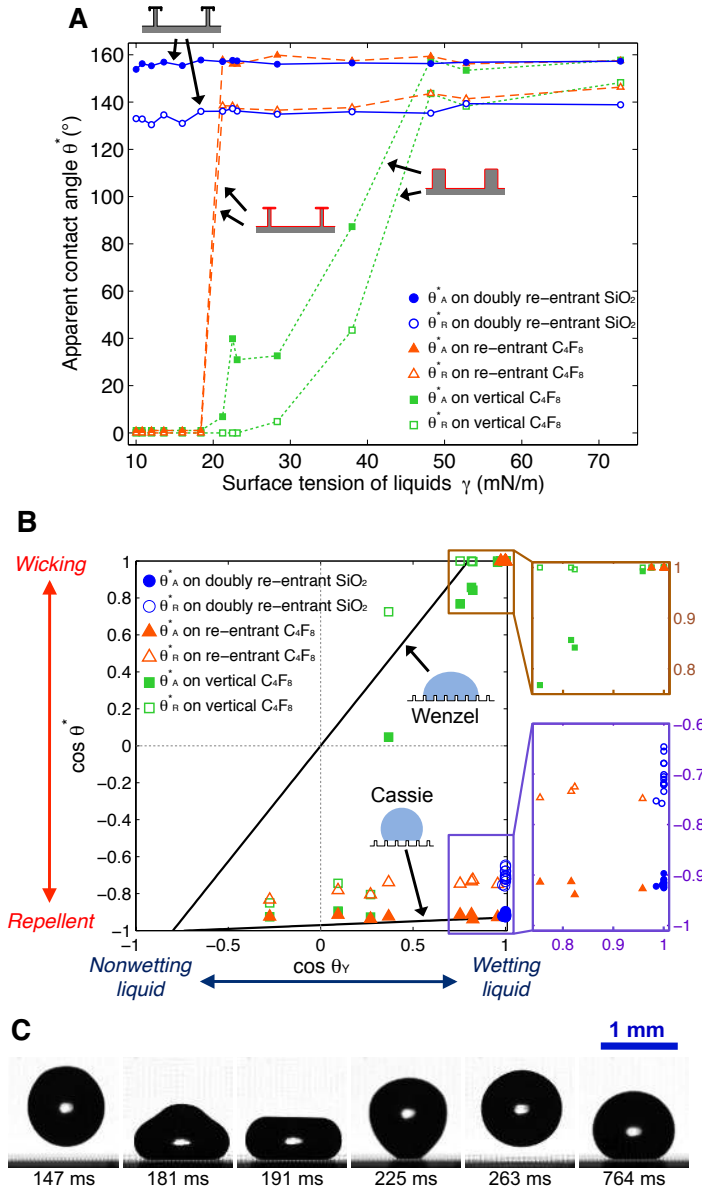 A
160
140
120
100
80
60
40
20
0
Apparent contact angle θ* (°)
θ*A on doubly re-entrant SiO₂
θ*R on doubly re-entrant SiO₂
θ*A on re-entrant C₄F₈
θ*R on re-entrant C₄F₈
θ*A on vertical C₄F₈
θ*R on vertical C₄F₈
10 20 30 40 50 60 70
Surface tension of liquids γ (mN/m)
B
Wicking
Repellent
cos θ*
1
0.8
0.6
0.4
0.2
0
−0.2
−0.4
−0.6
−0.8
−1
θ*A on doubly re-entrant SiO₂
θ*R on doubly re-entrant SiO₂
θ*A on re-entrant C₄F₈
θ*R on re-entrant C₄F₈
θ*A on vertical C₄F₈
θ*R on vertical C₄F₈
Wenzel
Cassie
1
0.9
0.8
−0.6
−0.7
−0.8
−0.9
−1
0.8 0.9 1
−1 −0.5 0 0.5 1
cos θY
Nonwetting liquid
Wetting liquid
C
1 mm
147 ms 181 ms 191 ms 225 ms 263 ms 764 ms